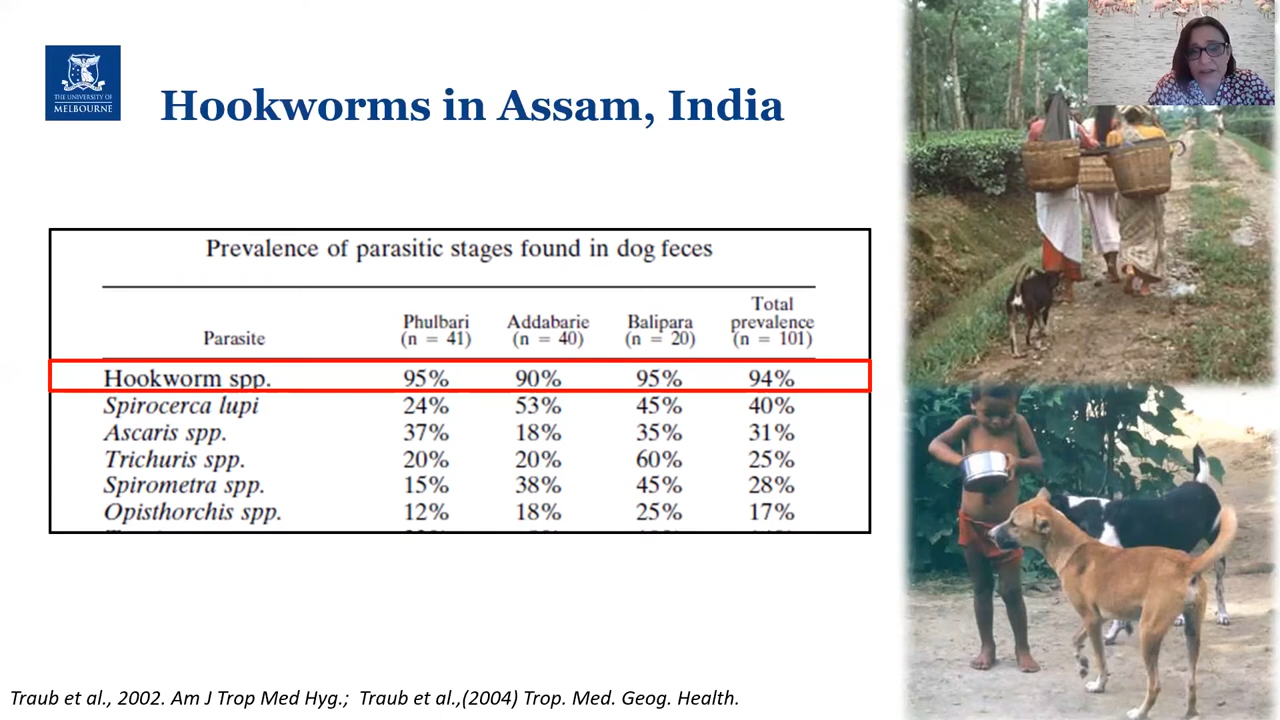 THE UNIVERSITY OF
MELBOURNE
Hookworms in Assam, India
Prevalence of parasitic stages found in dog feces
Parasite Phulbari (n = 41) Addabarie (n = 40) Balipara (n = 20) Total prevalence (n = 101)
Hookworm spp. 95% 90% 95% 94%
Spirocerca lupi 24% 53% 45% 40%
Ascaris spp. 37% 18% 35% 31%
Trichuris spp. 20% 20% 60% 25%
Spirometra spp. 15% 38% 45% 28%
Opisthorchis spp. 12% 18% 25% 17%
Traub et al., 2002. Am J Trop Med Hyg.; Traub et al.,(2004) Trop. Med. Geog. Health.